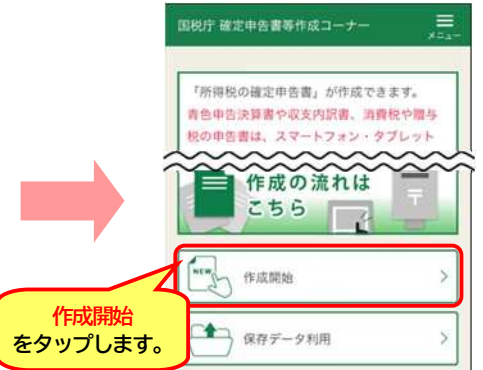 国税庁 確定申告書等作成コーナー
メニュー
「所得税の確定申告書」が作成できます。
青色申告決算書や収支内訳書、消費税や贈与
税の申告書は、スマートフォン・タブレット
作成の流れは
こちら
〒
NEW
作成開始
作成開始
をタップします。
保存データ利用